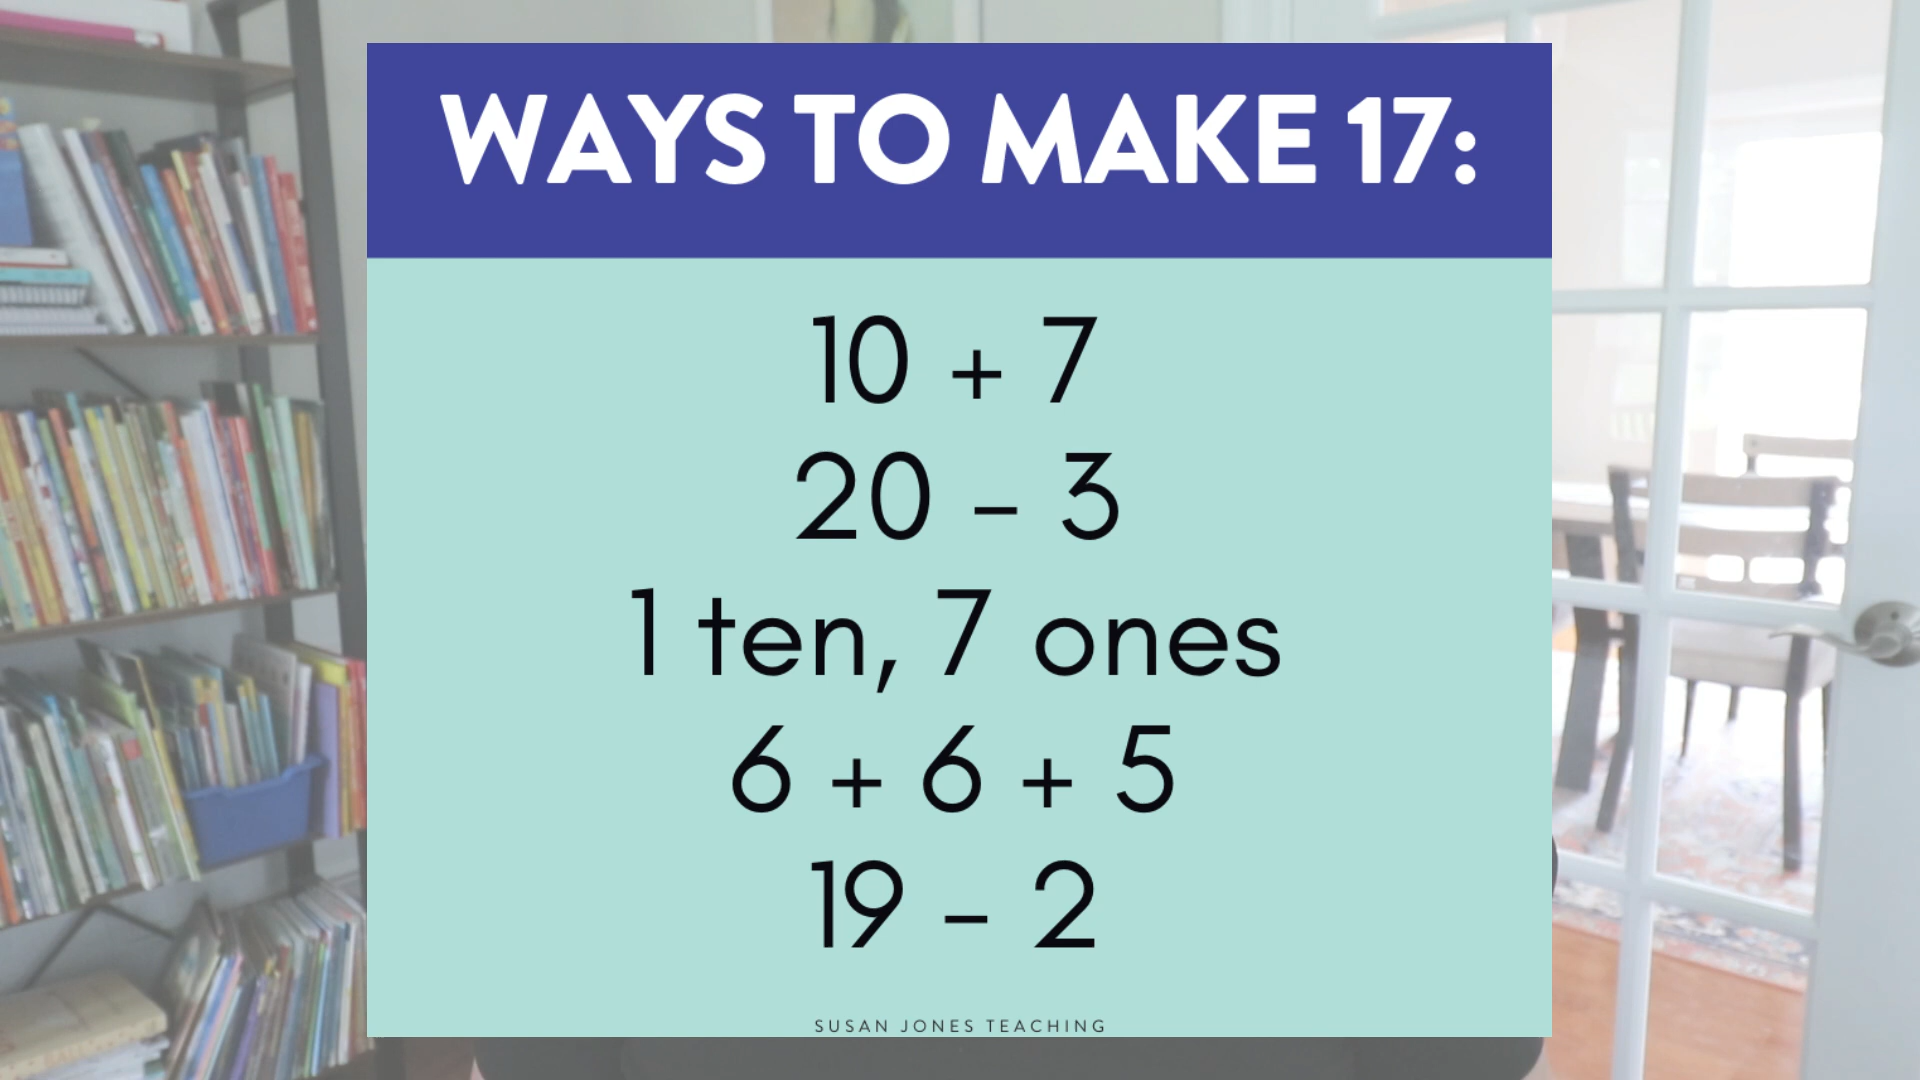 WAYS TO MAKE 17:
10 + 7
20 – 3
1 ten, 7 ones
6 + 6 + 5
19 – 2
SUSAN JONES TEACHING